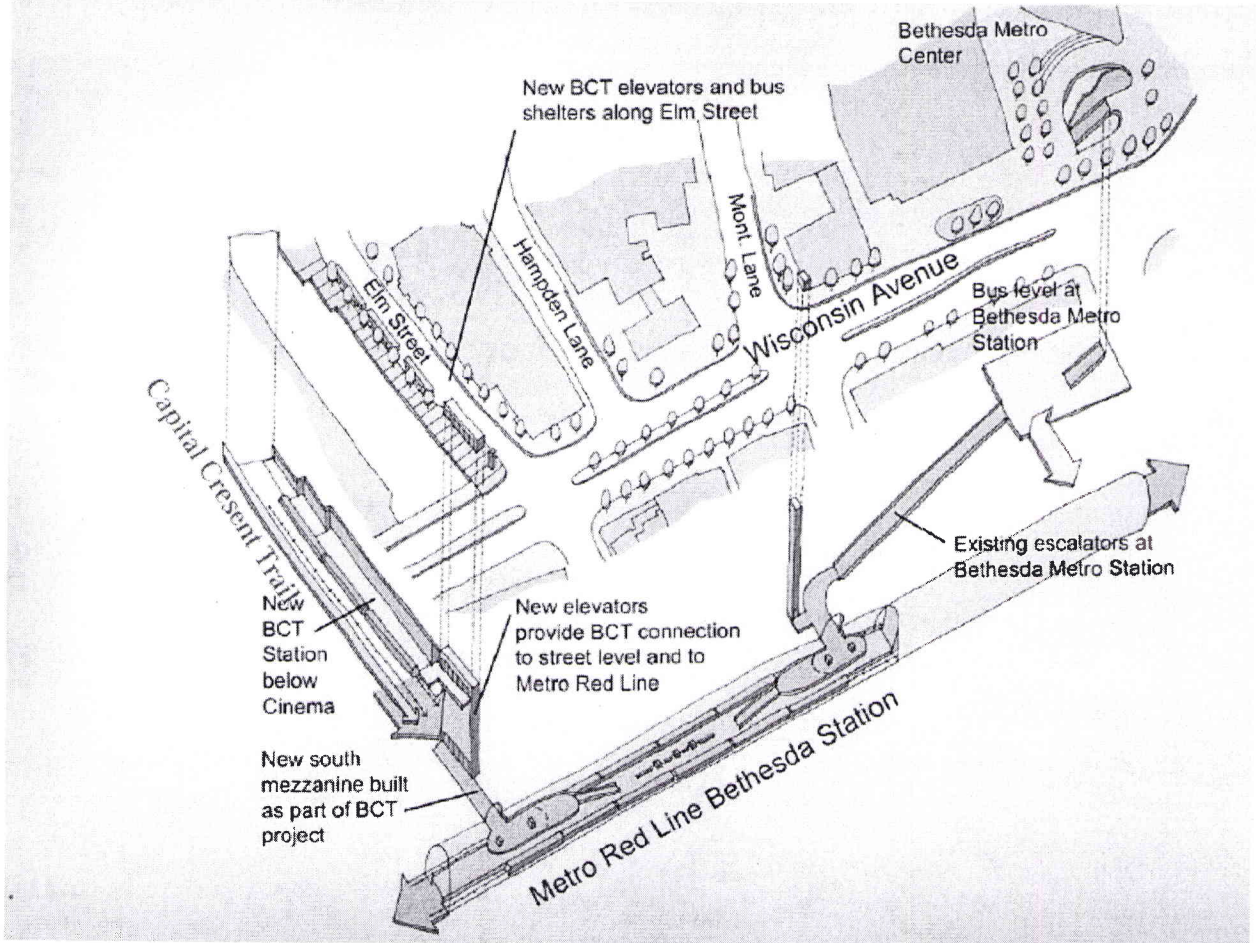 Bethesda Metro
Center
New BCT elevators and bus
shelters along Elm Street
Mont. Lane
Hampden Lane
Elm Street
Wisconsin Avenue
Bus level at
Bethesda Metro
Station
Capital Crescent Trail
Existing escalators at
Bethesda Metro Station
New
BCT
Station
below
Cinema
New elevators
provide BCT connection
to street level and to
Metro Red Line
New south
mezzanine built
as part of BCT
project
Metro Red Line Bethesda Station